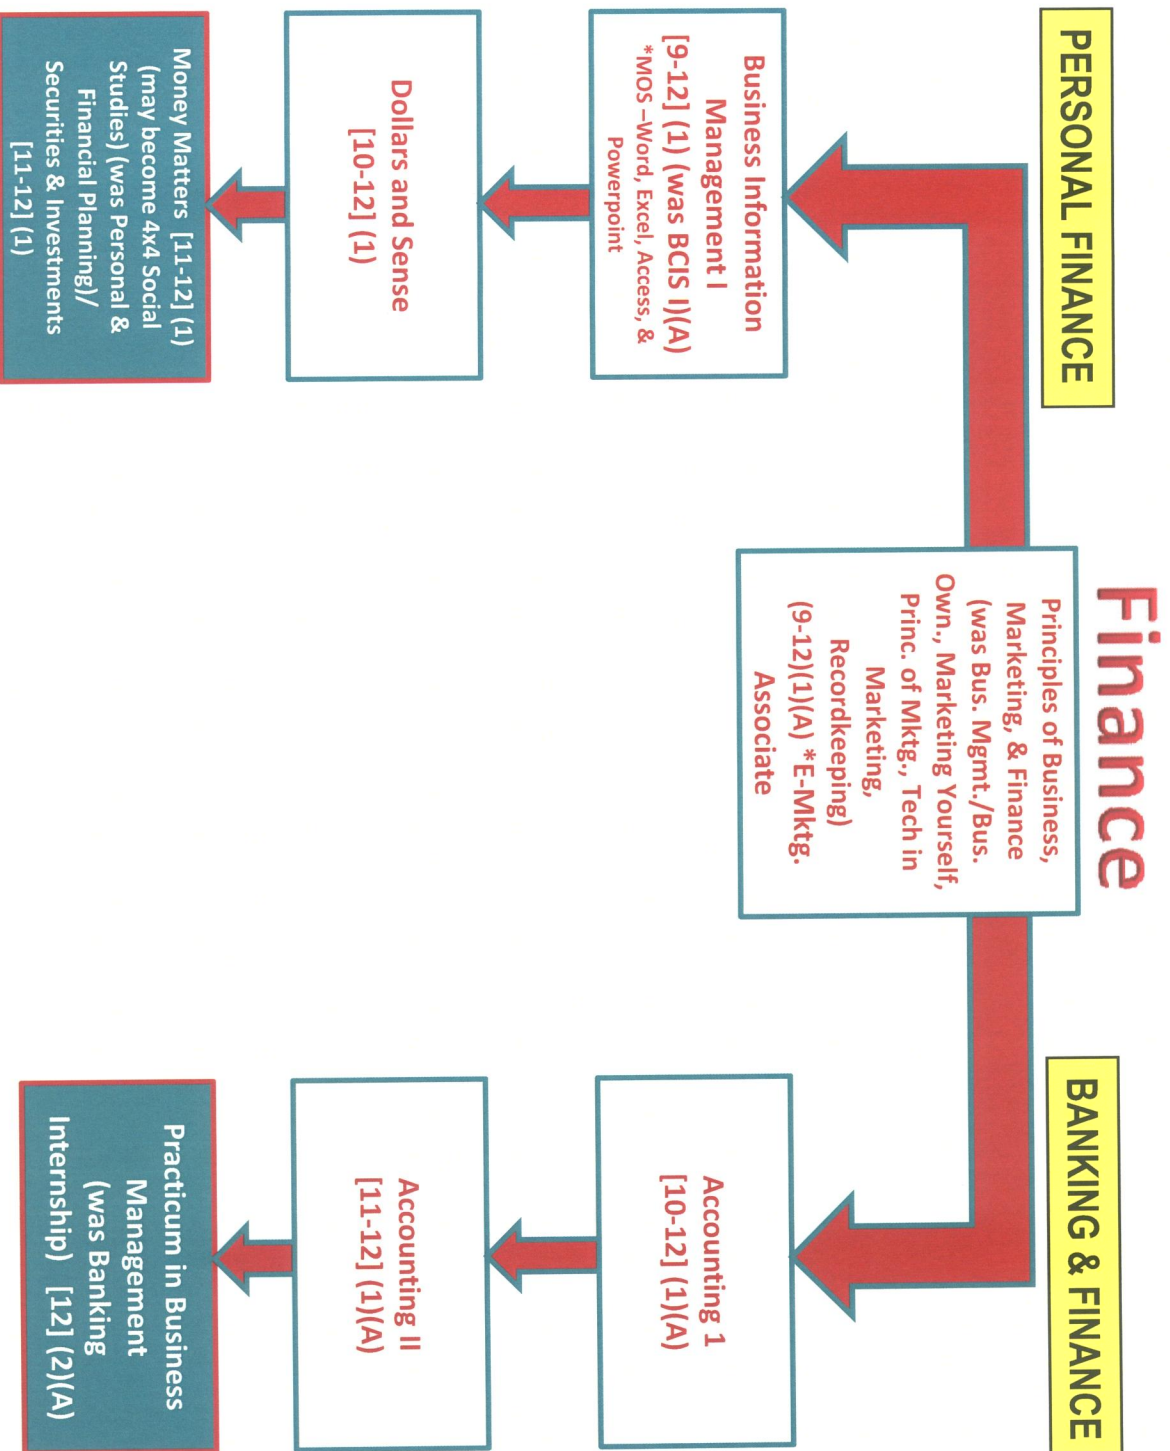 Finance
PERSONAL FINANCE
BANKING & FINANCE
Principles of Business,
Marketing, & Finance
(was Bus. Mgmt./Bus.
Own., Marketing Yourself,
Princ. of Mktg., Tech in
Marketing,
Recordkeeping)
(9-12)(1)(A) *E-Mktg.
Associate
Business Information
Management I
[9-12] (1) (was BCIS I)(A)
*MOS –Word, Excel, Access, &
Powerpoint
Dollars and Sense
[10-12] (1)
Money Matters [11-12] (1)
(may become 4x4 Social
Studies) (was Personal &
Financial Planning)/
Securities & Investments
[11-12] (1)
Accounting 1
[10-12] (1)(A)
Accounting II
[11-12] (1)(A)
Practicum in Business
Management
(was Banking
Internship) [12] (2)(A)